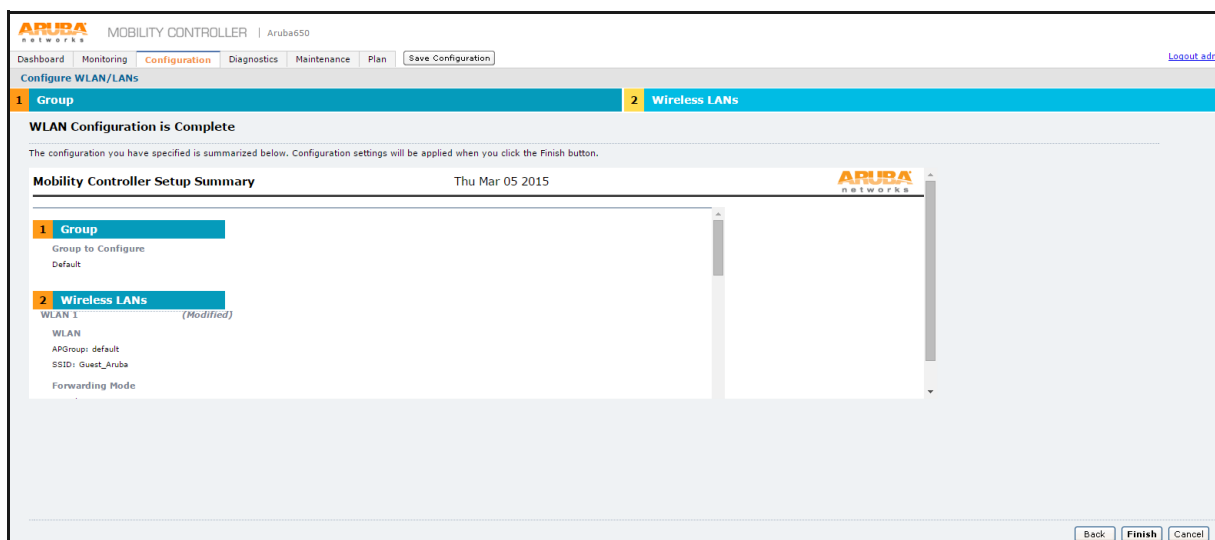 ARUBA networks MOBILITY CONTROLLER | Aruba650
Dashboard Monitoring Configuration Diagnostics Maintenance Plan Save Configuration Logout adr
Configure WLAN/LANs
1 Group 2 Wireless LANs
WLAN Configuration is Complete
The configuration you have specified is summarized below. Configuration settings will be applied when you click the Finish button.
Mobility Controller Setup Summary Thu Mar 05 2015 ARUBA networks
1 Group
Group to Configure
Default
2 Wireless LANs
WLAN 1 (Modified)
WLAN
APGroup: default
SSID: Guest_Aruba
Forwarding Mode
Back Finish Cancel